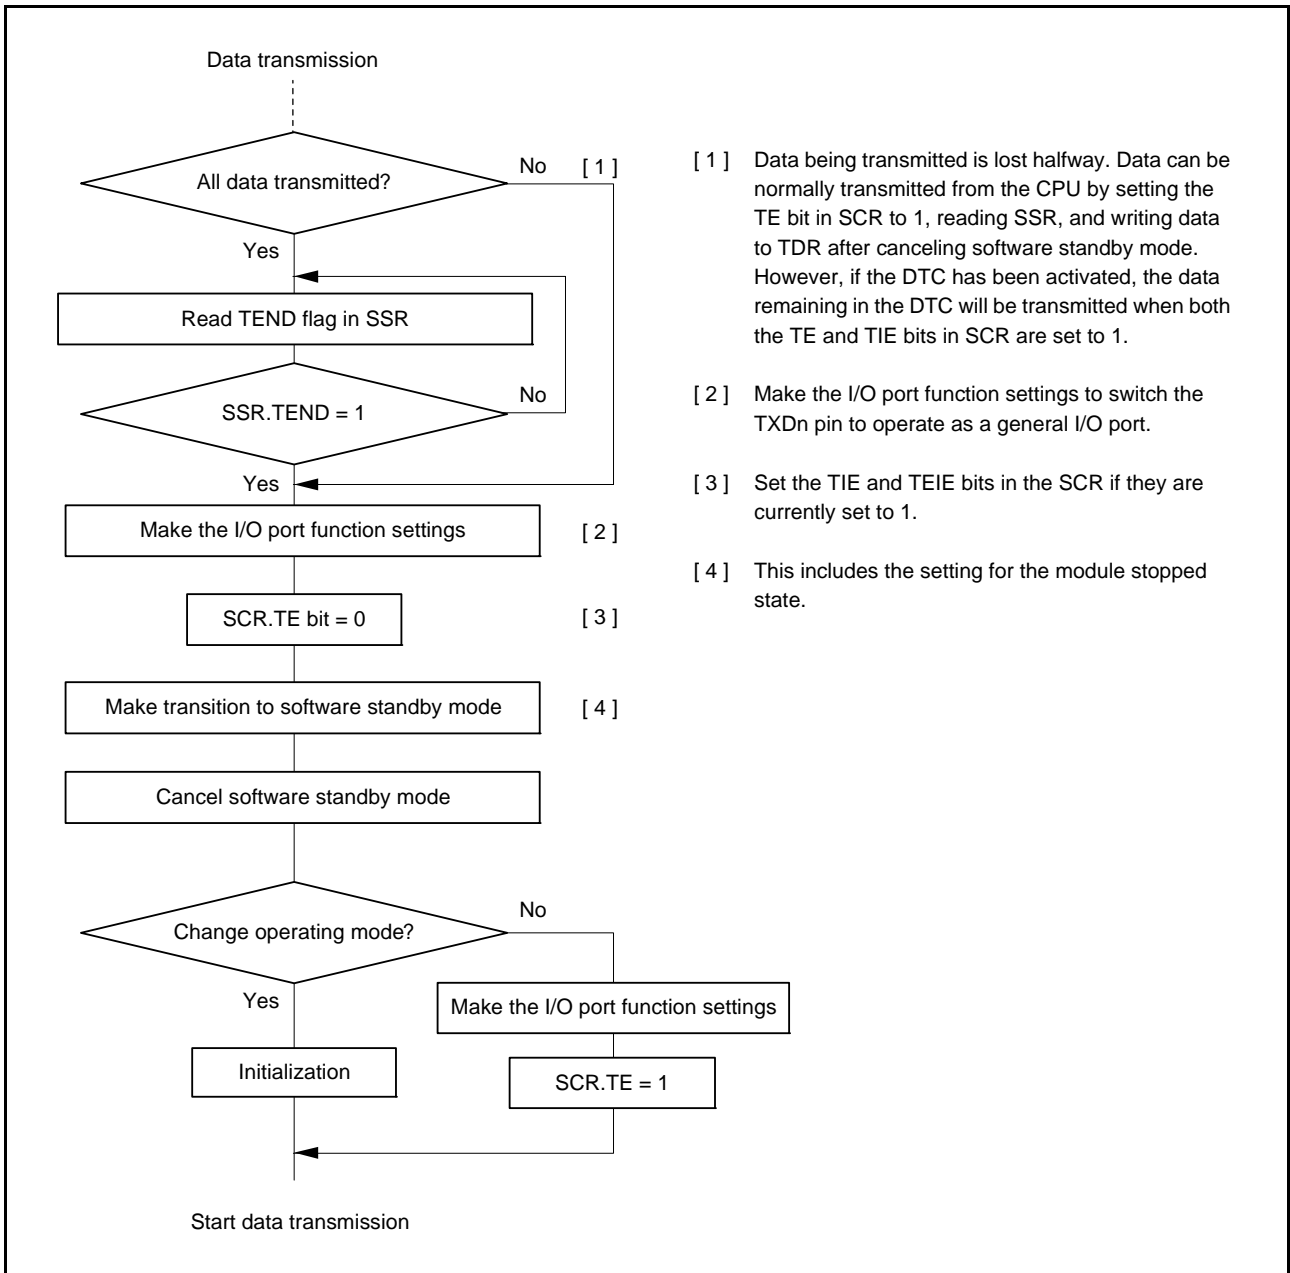 Data transmission
All data transmitted?
No
[ 1 ]
Yes
Read TEND flag in SSR
SSR.TEND = 1
No
Yes
Make the I/O port function settings
[ 2 ]
SCR.TE bit = 0
[ 3 ]
Make transition to software standby mode
[ 4 ]
Cancel software standby mode
Change operating mode?
No
Yes
Make the I/O port function settings
Initialization
SCR.TE = 1
Start data transmission
[ 1 ] Data being transmitted is lost halfway. Data can be
normally transmitted from the CPU by setting the
TE bit in SCR to 1, reading SSR, and writing data
to TDR after canceling software standby mode.
However, if the DTC has been activated, the data
remaining in the DTC will be transmitted when both
the TE and TIE bits in SCR are set to 1.
[ 2 ] Make the I/O port function settings to switch the
TXDn pin to operate as a general I/O port.
[ 3 ] Set the TIE and TEIE bits in the SCR if they are
currently set to 1.
[ 4 ] This includes the setting for the module stopped
state.